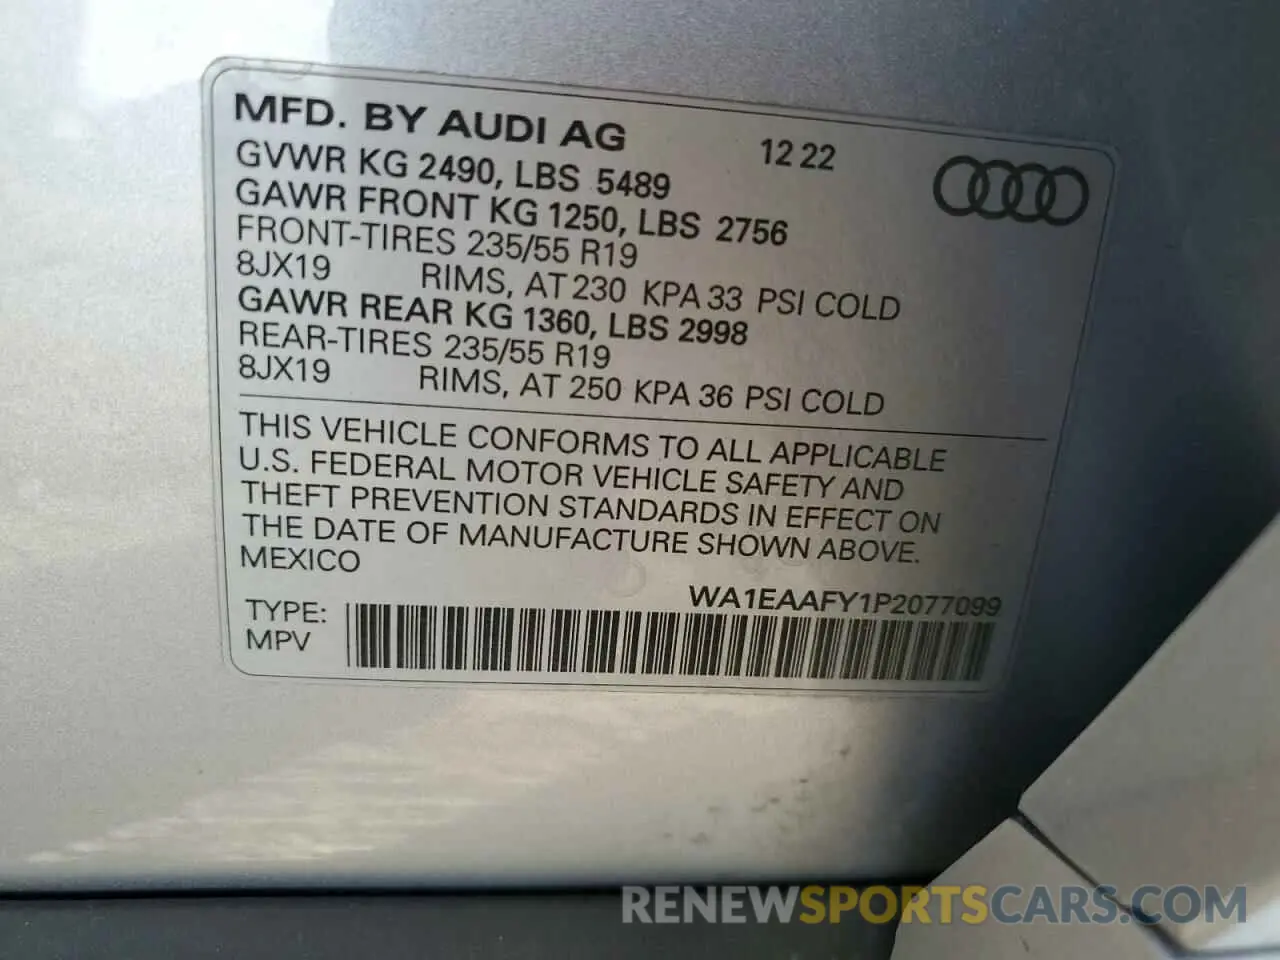 MFD. BY AUDI AG 12 22
GVWR KG 2490, LBS 5489
GAWR FRONT KG 1250, LBS 2756
FRONT-TIRES 235/55 R19
8JX19 RIMS, AT 230 KPA 33 PSI COLD
GAWR REAR KG 1360, LBS 2998
REAR-TIRES 235/55 R19
8JX19 RIMS, AT 250 KPA 36 PSI COLD
THIS VEHICLE CONFORMS TO ALL APPLICABLE
U.S. FEDERAL MOTOR VEHICLE SAFETY AND
THEFT PREVENTION STANDARDS IN EFFECT ON
THE DATE OF MANUFACTURE SHOWN ABOVE.
MEXICO
WA1EAAFY1P2077099
TYPE:
MPV
RENEWSPORTSCARS.COM